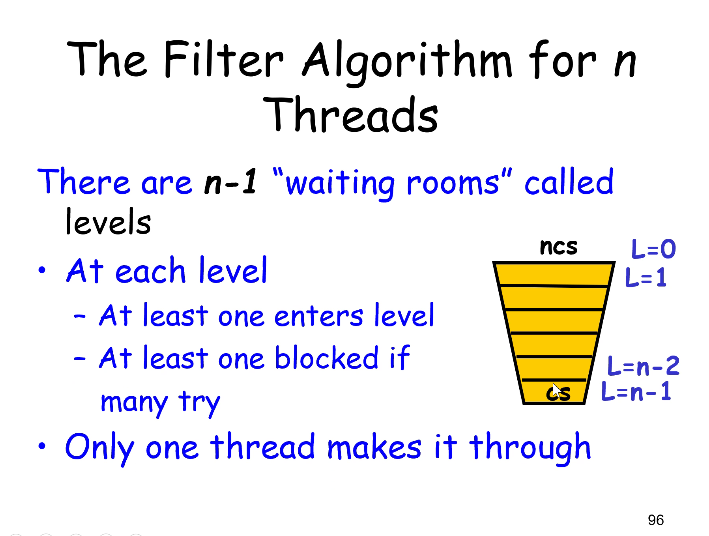 The Filter Algorithm for n
Threads
There are n-1 “waiting rooms” called
levels
• At each level
– At least one enters level
– At least one blocked if
many try
• Only one thread makes it through
ncs
L=0
L=1
L=n-2
cs
L=n-1
96